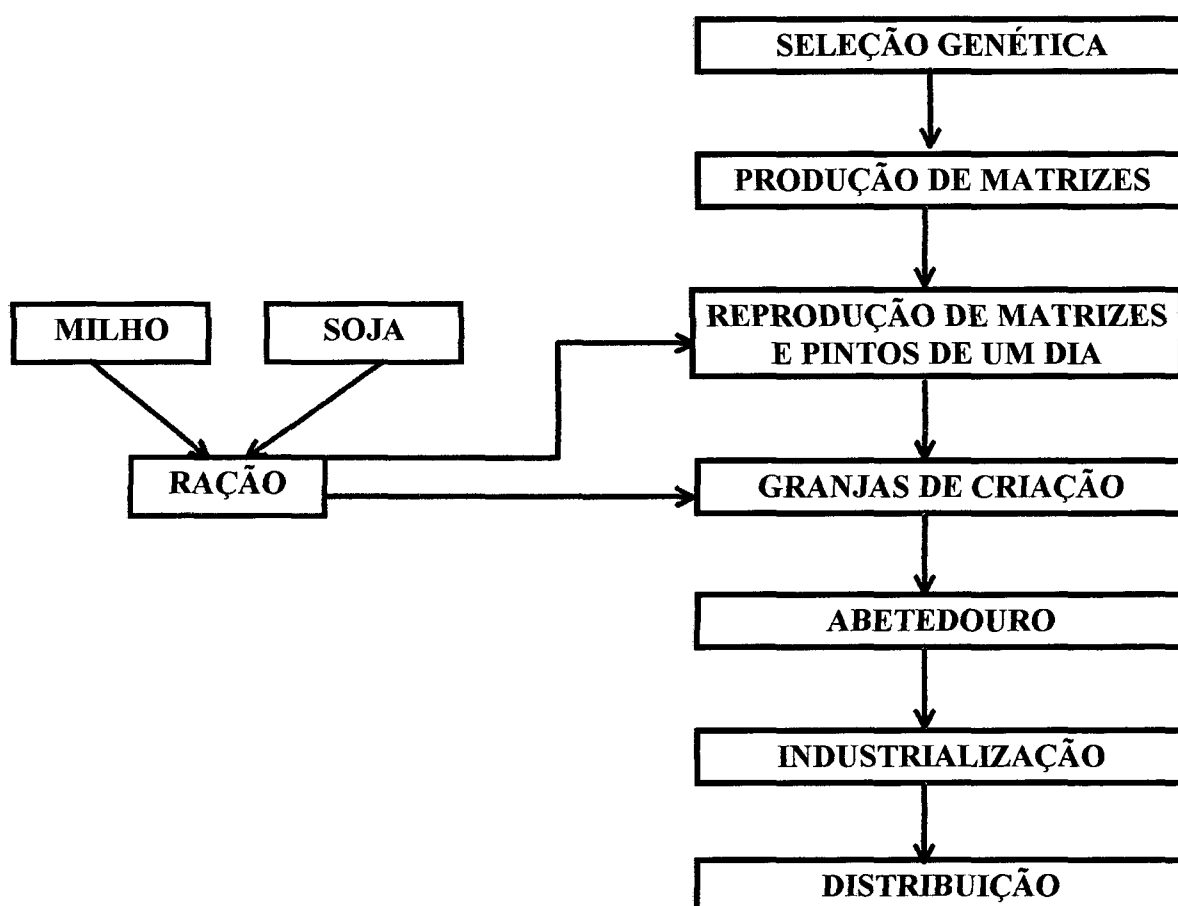 SELEÇÃO GENÉTICA
PRODUÇÃO DE MATRIZES
MILHO
SOJA
REPRODUÇÃO DE MATRIZES
E PINTOS DE UM DIA
RAÇÃO
GRANJAS DE CRIAÇÃO
ABETEDOURO
INDUSTRIALIZAÇÃO
DISTRIBUIÇÃO